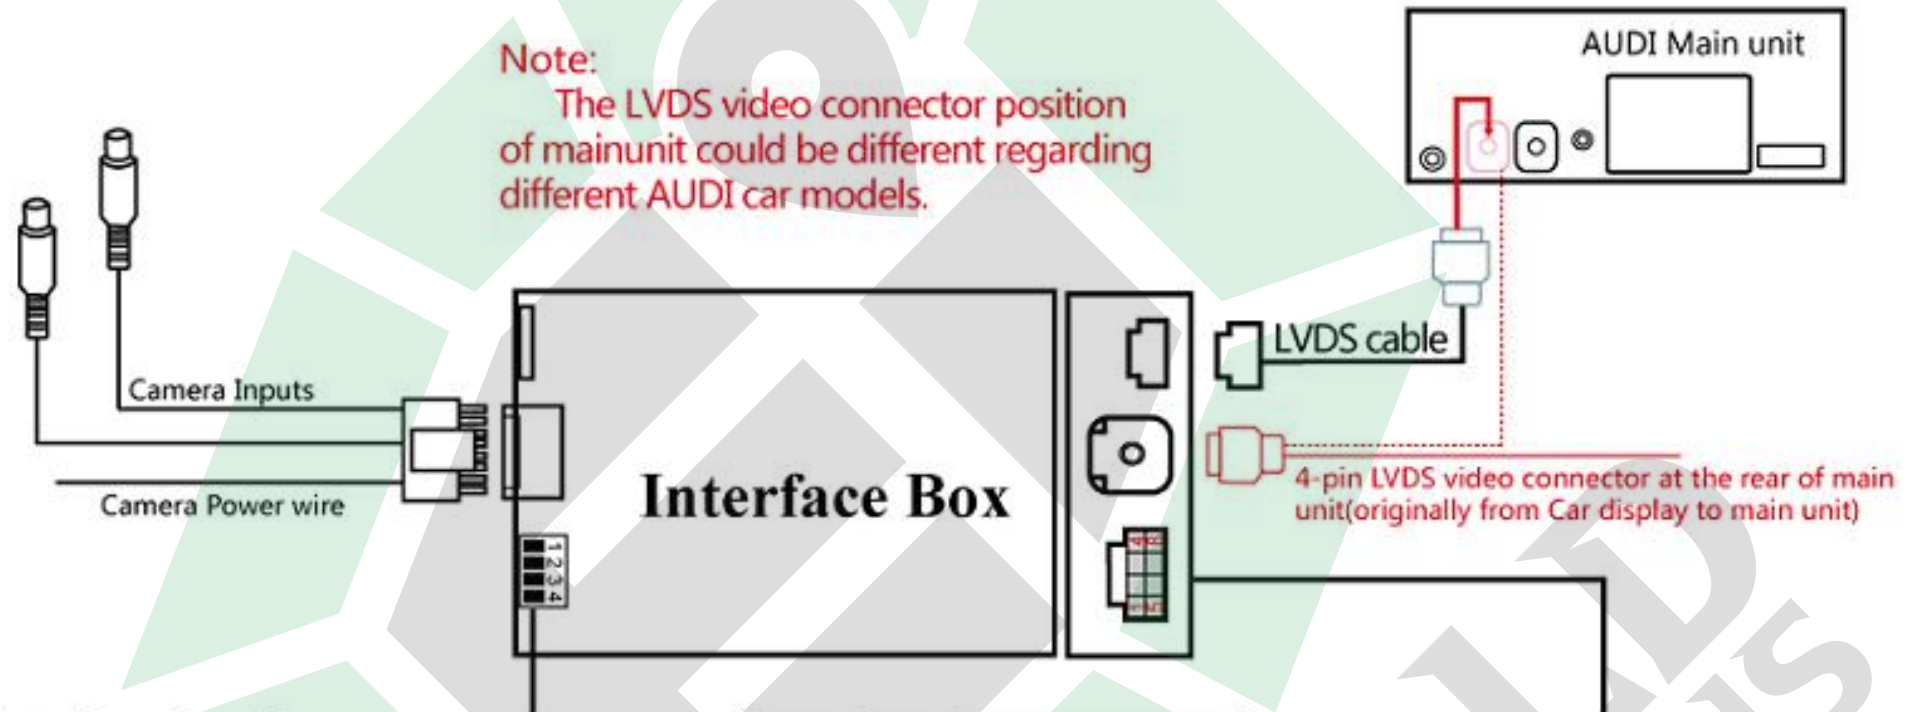 Note:
The LVDS video connector position
of mainunit could be different regarding
different AUDI car models.
AUDI Main unit
LVDS cable
Camera Inputs
Camera Power wire
Interface Box
4-pin LVDS video connector at the rear of main
unit(originally from Car display to main unit)
1
2
3
4